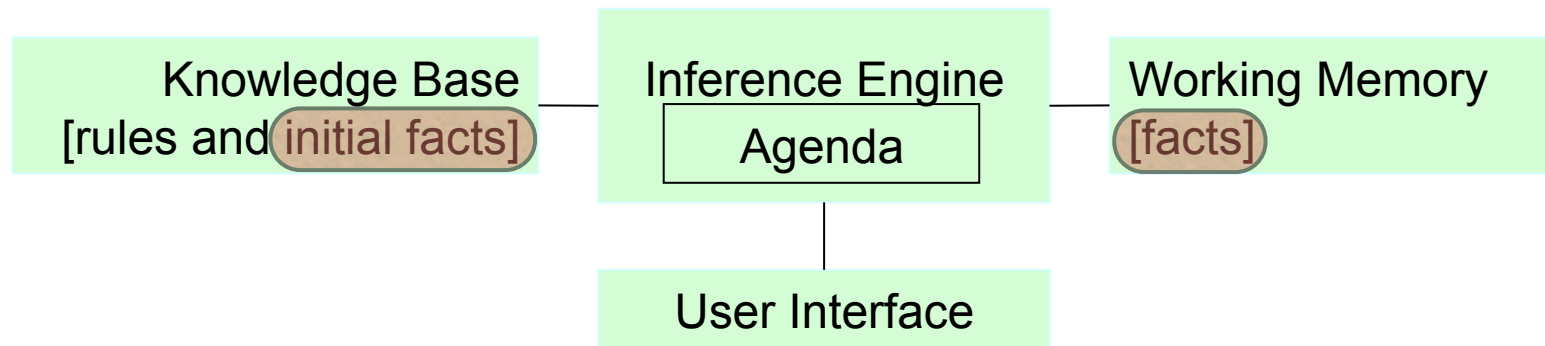 Knowledge Base
[rules and initial facts]
Inference Engine
Agenda
Working Memory
[facts]
User Interface